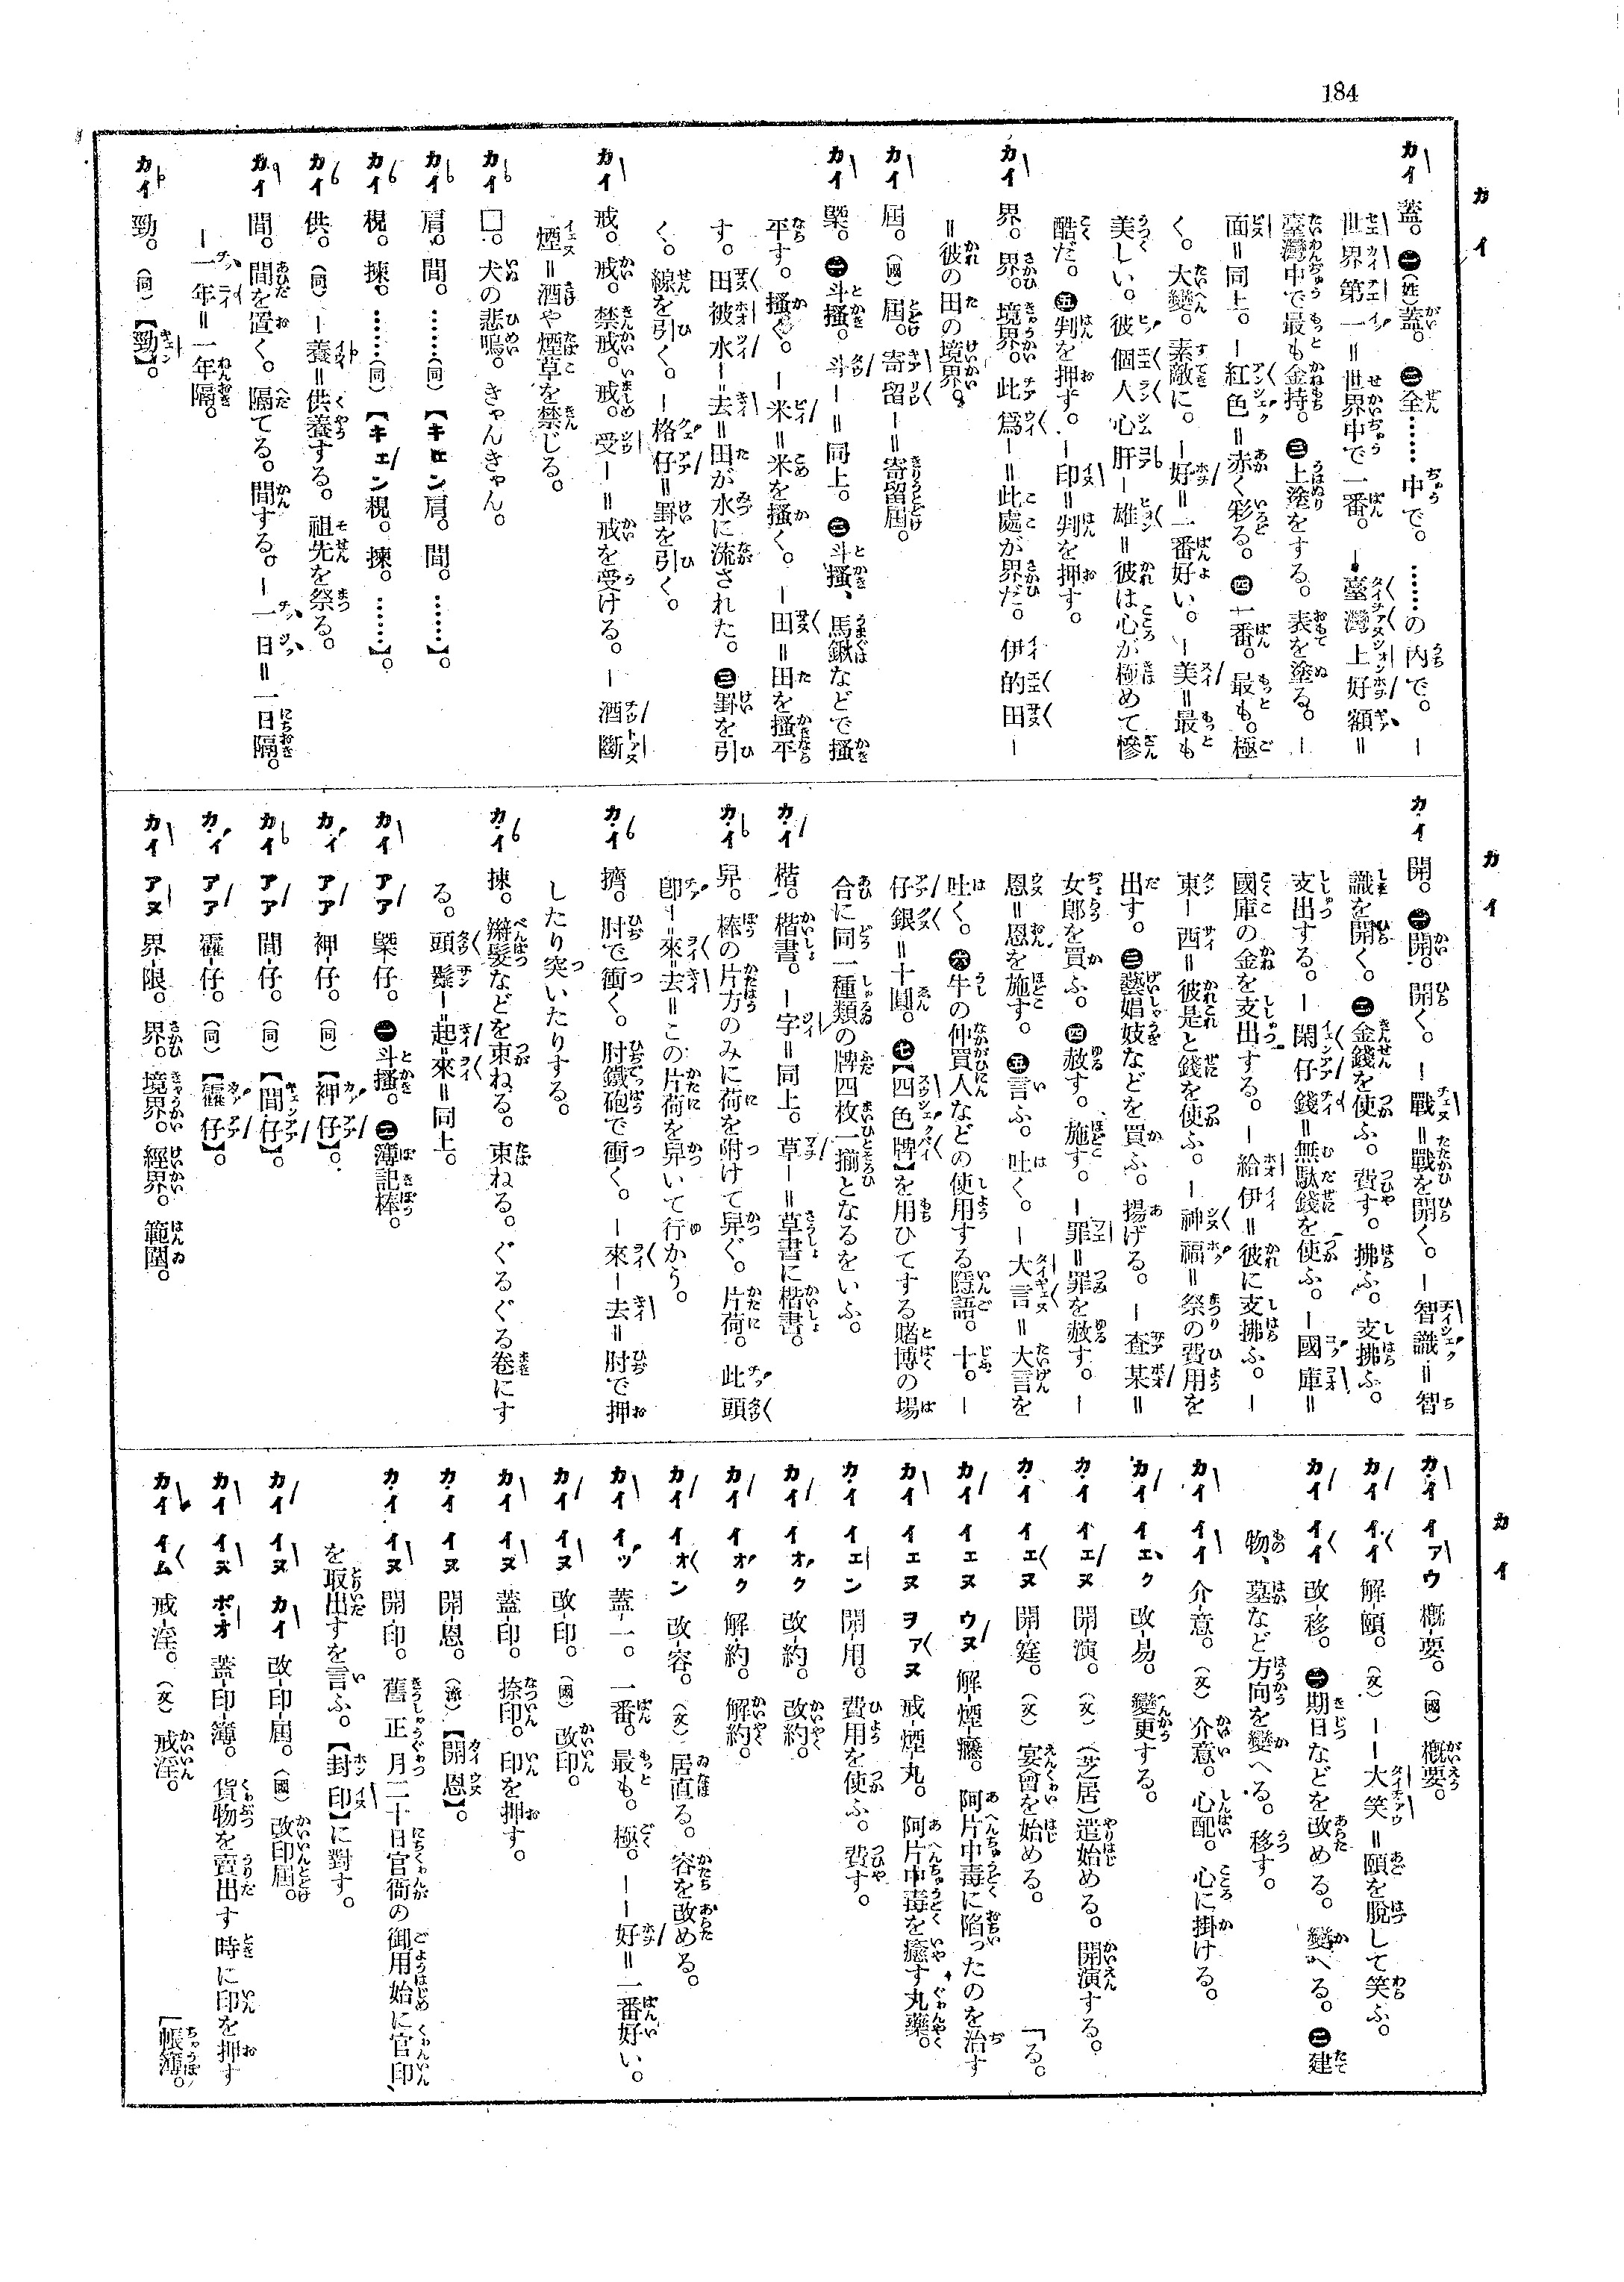 184
カイ
カイ 蓋。㊀(姓)蓋。㊁全……中で。……の內で。ー
世界第一＝世界中で一番。ー臺灣上好額＝
臺灣中で最も金持。㊂上塗をする。表を塗る。ー
面＝同上。ー紅色＝赤く彩る。㊃一番。最も。極
く。大變。素敵に。ー好＝一番好い。ー美＝最も
美しい。彼個人心肝ー雄＝彼は心が極めて慘
酷だ。㊄判を押す。ー印＝判を押す。
カイ 界。界。境界。此爲ー＝此處が界だ。伊的田ー
＝彼の田の境界。
カイ 屆。(國)屆。寄留ー＝寄留屆。
カイ 槩。㊀斗搔。斗ー＝同上。㊁斗搔、馬鍬などで搔
平す。搔く。ー米＝米を搔く。ー田＝田を搔平
す。田被水ー去＝田が水に流された。㊂罫を引
く。線を引く。ー格仔＝罫を引く。
カイ 戒。戒。禁戒。戒。受ー＝戒を受ける。ー酒斷
煙＝酒や煙草を禁じる。
カイ 囗。犬の悲鳴。きゃんきゃん。
カイ 肩。間。……(同)【キェン肩。間。……】。
カイ 梘。揀。……(同)【キェン梘。揀。……】。
カイ 供。(同)ー養＝供養する。祖先を祭る。
カイ 間。間を置く。隔てる。間する。ー一日＝一日隔。
ー一年＝一年隔。
カイ 勁。(同)【勁】。
カイ
カイ 開。㊀開。開く。ー戰＝戰を開く。ー智識＝智
識を開く。㊁金錢を使ふ。費す。拂ふ。支拂ふ。
支出する。ー閑仔錢＝無駄錢を使ふ。ー國庫＝
國庫の金を支出する。ー給伊＝彼に支拂ふ。ー
東ー西＝彼是と錢を使ふ。ー神福＝祭の費用を
出す。㊂藝娼妓などを買ふ。揚げる。ー査某＝
女郎を買ふ。㊃赦す。施す。ー罪＝罪を赦す。ー
恩＝恩を施す。㊄言ふ。吐く。ー大言＝大言を
吐く。㊅牛の仲買人などの使用する隱語。十。ー
仔銀＝十圓。㊆【四色牌】を用ひてする賭博の場
合に同一種類の牌四枚一揃となるをいふ。
カイ 楷。楷書。ー字＝同上。草ー＝草書に楷書。
カイ 舁。棒の片方のみに荷を附けて舁ぐ。片荷。此頭
卽ー來去＝この片荷を舁いて行かう。
カイ 擠。肘で衝く。肘鐵砲で衝く。ー來ー去＝肘で押
したり突いたりする。
カイ 揀。辮髮などを束ねる。束ねる。ぐるぐる卷にす
る。頭鬃ー起來＝同上。
カイアア 槩仔。㊀斗搔。㊁簿記棒。
カイアア 裨仔。(同)【裨仔】。
カイアア 間仔。(同)【間仔】。
カイアア 仔。(同)【仔】。
カイアヌ 界限。界。境界。經界。範圍。
カイ
カイイアウ 槪要。(國)槪要。
カイイイ 解頤。(文)ーー大笑＝頤を脫して笑ふ。
カイイイ 改移。㊀期日などを改める。變へる。㊁建
物、墓など方向を變へる。移す。
カイイイ 介意。(文)介意。心配。心に掛ける。
カイイエク 改易。變更する。
カイイエヌ 開演。(文)(芝居)遣始める。開演する。
カイイエヌ 開筵。(文)宴會を始める。
「る。
カイイエヌウヌ 解煙癮。阿片中毒に陷ったのを治す
カイイエヌヲアヌ 戒煙丸。阿片中毒を癒す丸藥。
カイイエン 開用。費用を使ふ。費す。
カイイオク 改約。改約。
カイイオク 解約。解約。
カイイオン 改容。(文)居直る。容を改める。
カイイッ 蓋一。一番。最も。極。ーー好＝一番好い。
カイイヌ 改印。(國)改印。
カイイヌ 蓋印。捺印。印を押す。
カイイヌ 開恩。(漳)【開恩】。
カイイヌ 開印。舊正月二十日官衙の御用始に官印
を取出すを言ふ。【封印】に對す。
カイイヌカイ 改印屆。(國)改印屆。
カイイヌポオ 蓋印簿。貨物を賣出す時に印を押す
「帳簿。
カイイム 戒淫。(文)戒淫。